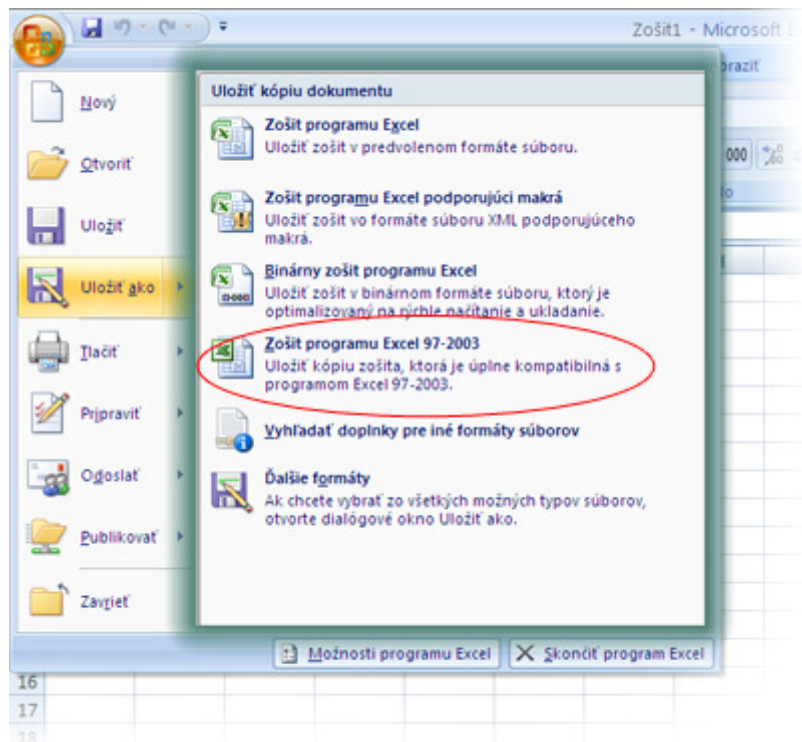 Zošit1 - Microsoft
braziť
Nový
Otvoriť
Uložiť
Uložiť ako
Tlačiť
Pripraviť
Odoslať
Publikovať
Zavrieť
Uložiť kópiu dokumentu
Zošit programu Excel
Uložiť zošit v predvolenom formáte súboru.
Zošit programu Excel podporujúci makrá
Uložiť zošit vo formáte súboru XML podporujúceho
makrá.
Binárny zošit programu Excel
Uložiť zošit v binárnom formáte súboru, ktorý je
optimalizovaný na rýchle načítanie a ukladanie.
Zošit programu Excel 97-2003
Uložiť kópiu zošita, ktorá je úplne kompatibilná s
programom Excel 97-2003.
Vyhľadať doplnky pre iné formáty súborov
Ďalšie formáty
Ak chcete vybrať zo všetkých možných typov súborov,
otvorte dialógové okno Uložiť ako.
000
Možnosti programu Excel
Skončiť program Excel
16
17
18